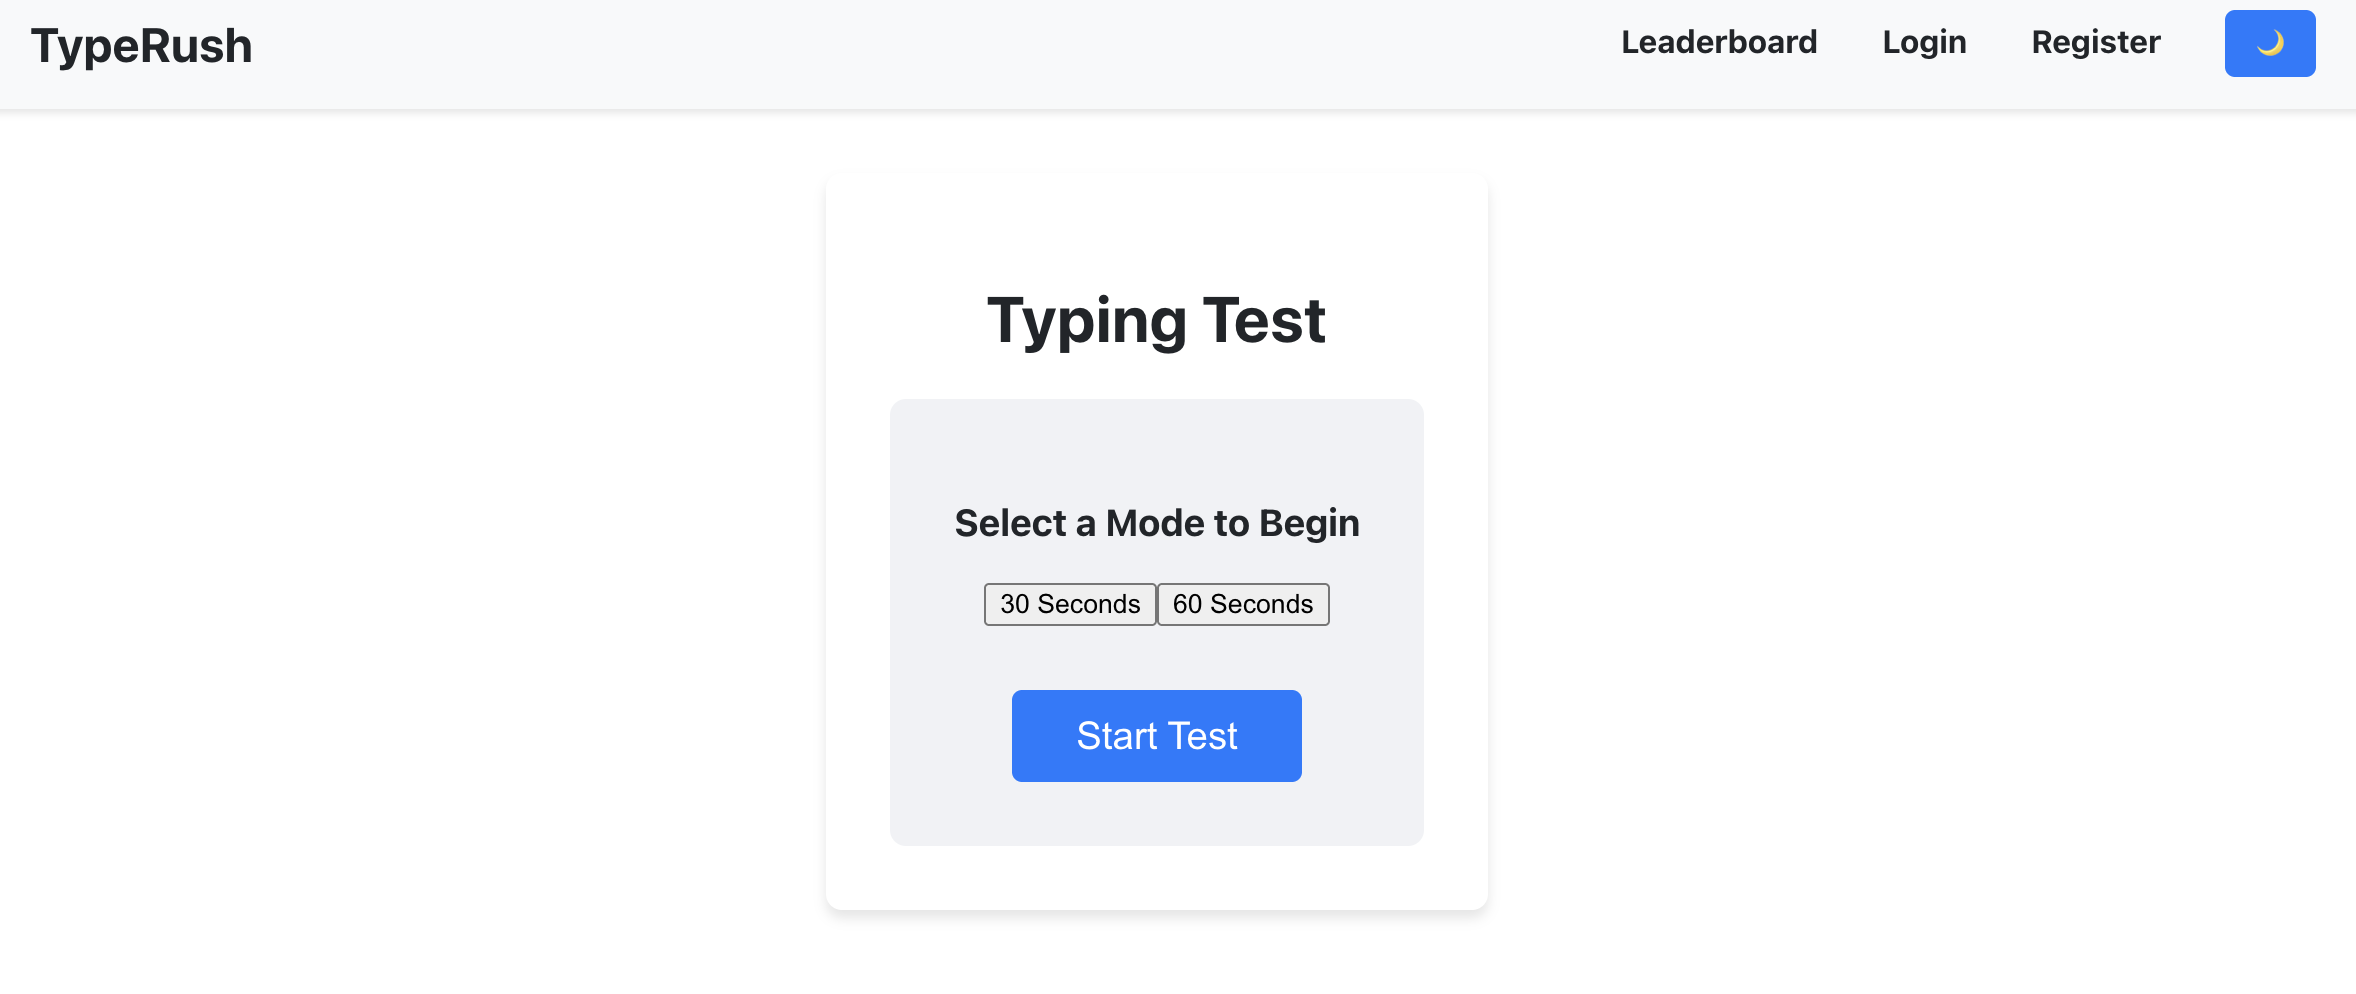 TypeRush Leaderboard Login Register
Typing Test
Select a Mode to Begin
30 Seconds 60 Seconds
Start Test